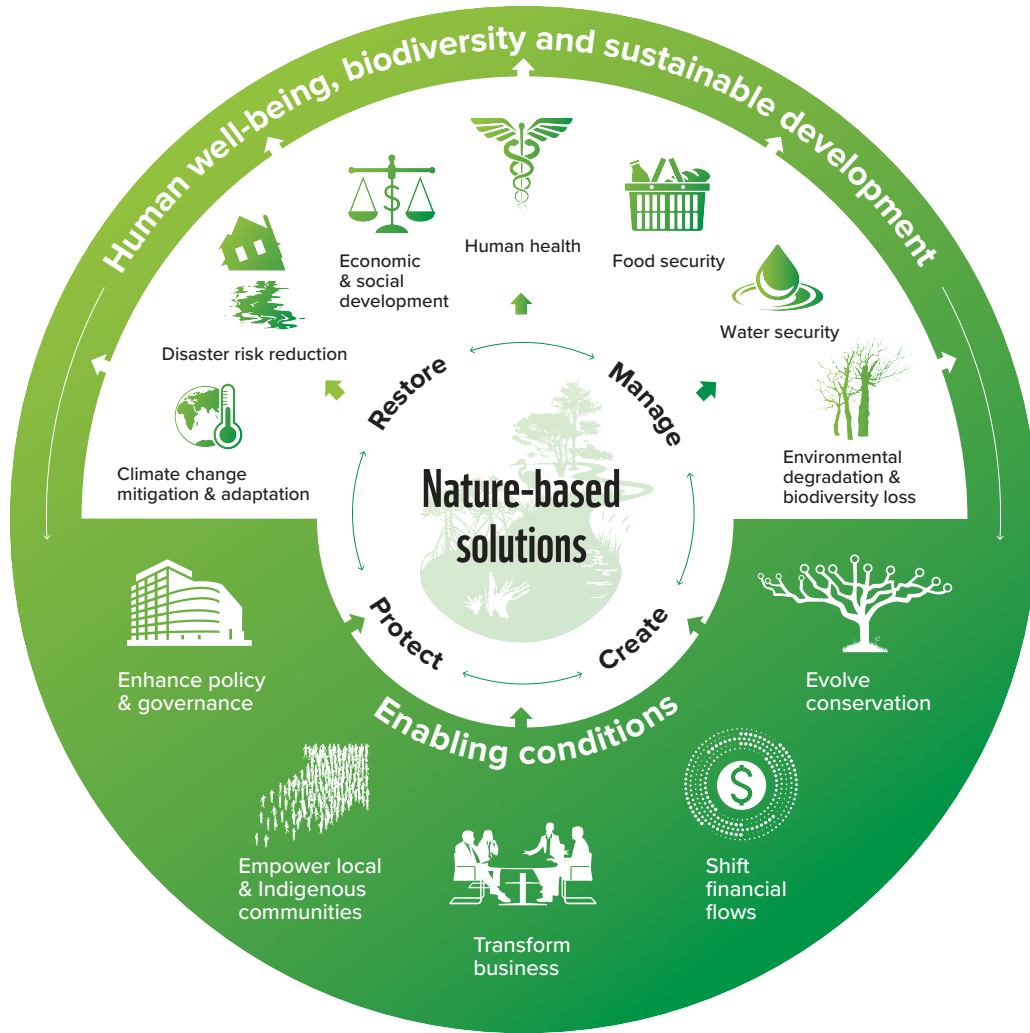 Human well-being, biodiversity and sustainable development
Human health
Economic
& social
development
Food security
Disaster risk reduction
Water security
Climate change
mitigation & adaptation
Environmental
degradation &
biodiversity loss
Restore
Manage
Nature-based
solutions
Protect
Create
Enabling conditions
Enhance policy
& governance
Evolve
conservation
Empower local
& Indigenous
communities
Shift
financial
flows
Transform
business
$
$